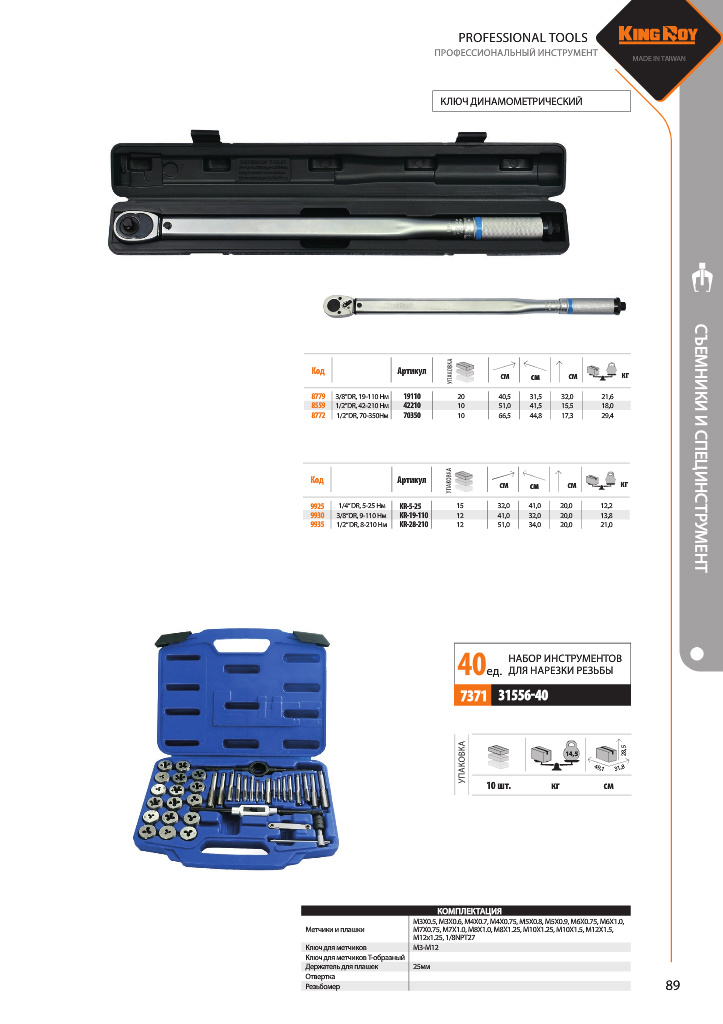 PROFESSIONAL TOOLS
ПРОФЕССИОНАЛЬНЫЙ ИНСТРУМЕНТ
KING ROY
MADE IN TAIWAN
КЛЮЧ ДИНАМОМЕТРИЧЕСКИЙ
Код Артикул УПАКОВКА см см см кг
8779 3/8"DR, 19-110 Нм 19110 20 40,5 31,5 32,0 21,6
8559 1/2"DR, 42-210 Нм 42210 10 51,0 41,5 15,5 18,0
8772 1/2"DR, 70-350Нм 70350 10 66,5 44,8 17,3 29,4
Код Артикул УПАКОВКА см см см кг
9925 1/4"DR, 5-25 Нм KR-5-25 15 32,0 41,0 20,0 12,2
9930 3/8"DR, 9-110 Нм KR-19-110 12 41,0 32,0 20,0 13,8
9935 1/2"DR, 8-210 Нм KR-28-210 12 51,0 34,0 20,0 21,0
СЪЕМНИКИ И СПЕЦИНСТРУМЕНТ
40 ед. НАБОР ИНСТРУМЕНТОВ
ДЛЯ НАРЕЗКИ РЕЗЬБЫ
7371 31556-40
УПАКОВКА
14,5
28,5
31,8
10 шт. кг см
КОМПЛЕКТАЦИЯ
Метчики и плашки
M3X0.5, M3X0.6, M4X0.7, M4X0.75, M5X0.8, M5X0.9, M6X0.75, M6X1.0,
M7X0.75, M7X1.0, M8X1.0, M8X1.25, M10X1.25, M10X1.5, M12X1.5,
M12x1.25, 1/8NPT27
Ключ для метчиков M3-M12
Ключ для метчиков Т-образный
Держатель для плашек 25мм
Отвертка
Резьбомер
89